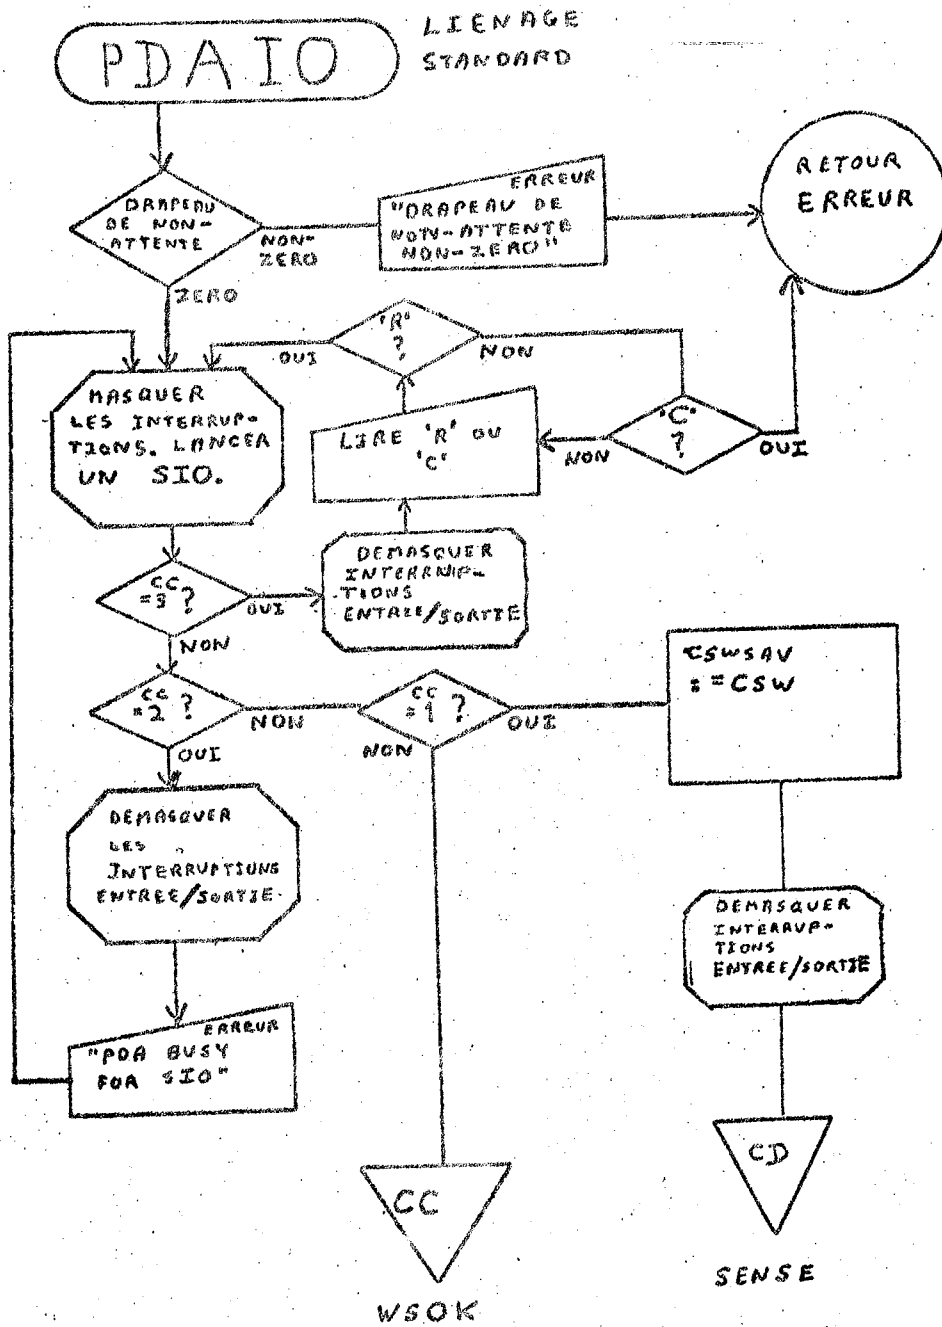 LIENAGE
STANDARD
PDAIO
DRAPEAU
DE NON-
ATTENTE
NON-
ZERO
ZERO
ERREUR
"DRAPEAU DE
NON-ATTENTE
NON-ZERO"
RETOUR
ERREUR
'R'
?
OUI
NON
MASQUER
LES INTERRUP-
TIONS. LANCER
UN SIO.
LIRE 'R' OU
'C'
'C'
?
NON
OUI
CC
=3 ?
OUI
NON
DEMASQUER
INTERRUP-
TIONS
ENTREE/SORTIE
CC
=2 ?
NON
OUI
CC
=1 ?
NON
OUI
CSWSAV
:=CSW
DEMASQUER
LES
INTERRUPTIONS
ENTREE/SORTIE.
DEMASQUER
INTERRUP-
TIONS
ENTREE/SORTIE
ERREUR
"PDA BUSY
FOR SIO"
CC
WSOK
CD
SENSE